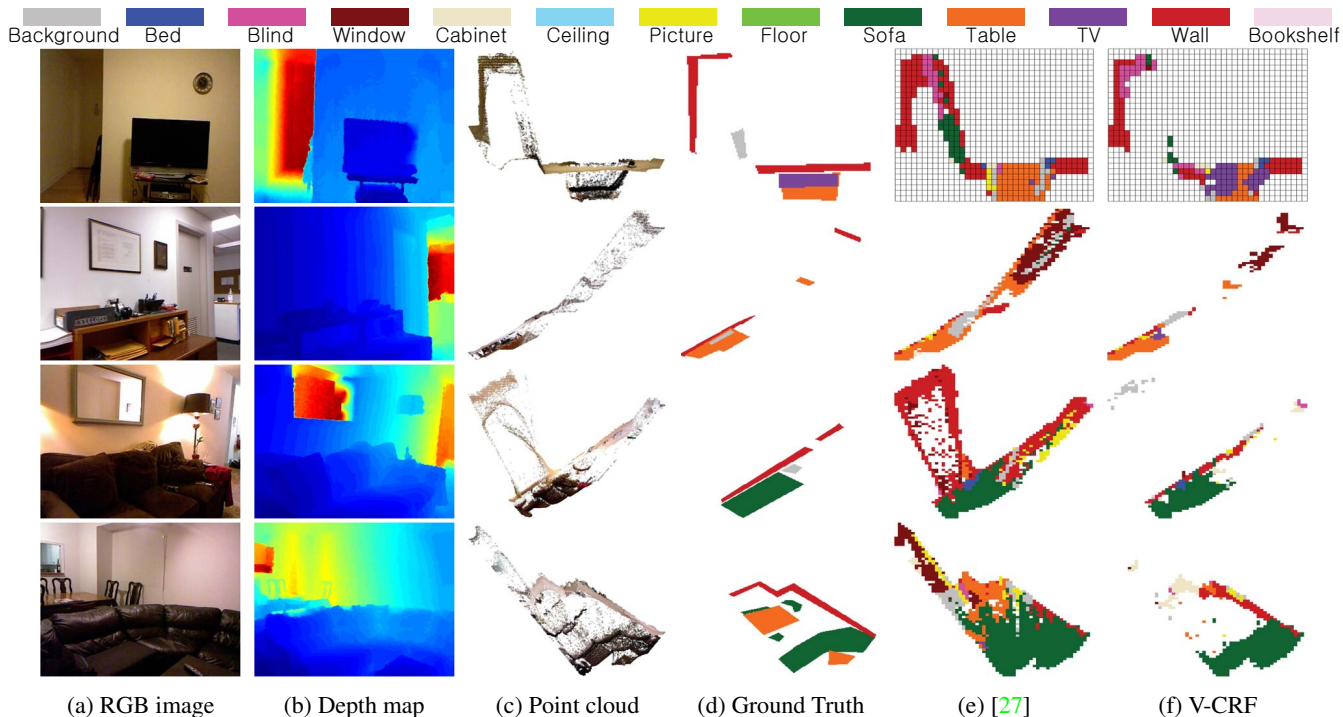 Background Bed Blind Window Cabinet Ceiling Picture Floor Sofa Table TV Wall Bookshelf
(a) RGB image (b) Depth map (c) Point cloud (d) Ground Truth (e) [27] (f) V-CRF